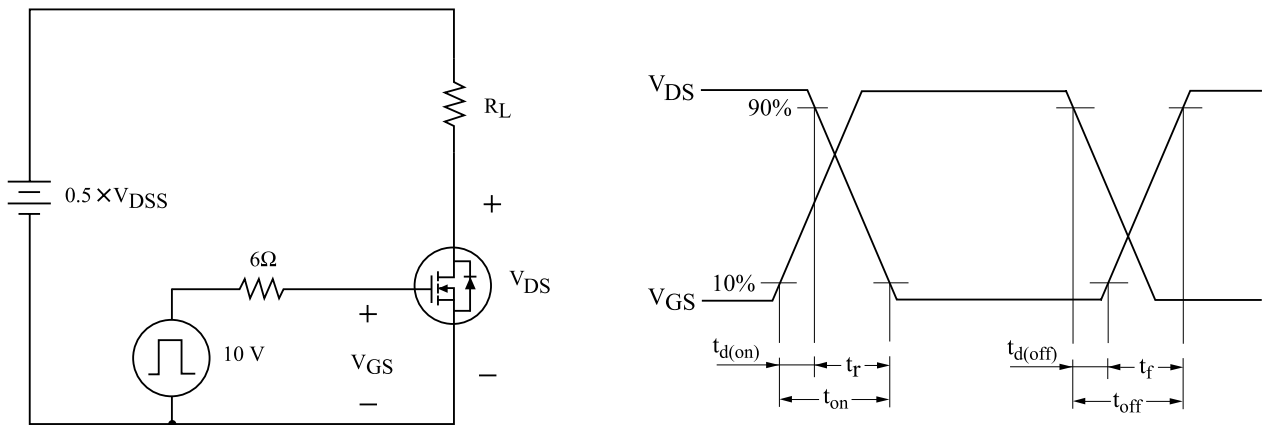 R_L
0.5 ×V_DSS
+
6Ω
V_DS
+
10 V
V_GS
−
−
V_DS
90%
10%
V_GS
t_d(on)
t_r
t_on
t_d(off)
t_f
t_off